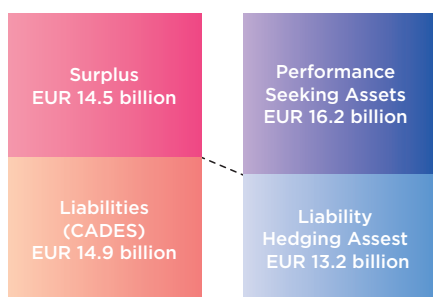 Surplus
EUR 14.5 billion
Liabilities
(CADES)
EUR 14.9 billion
Performance
Seeking Assets
EUR 16.2 billion
Liability
Hedging Assest
EUR 13.2 billion